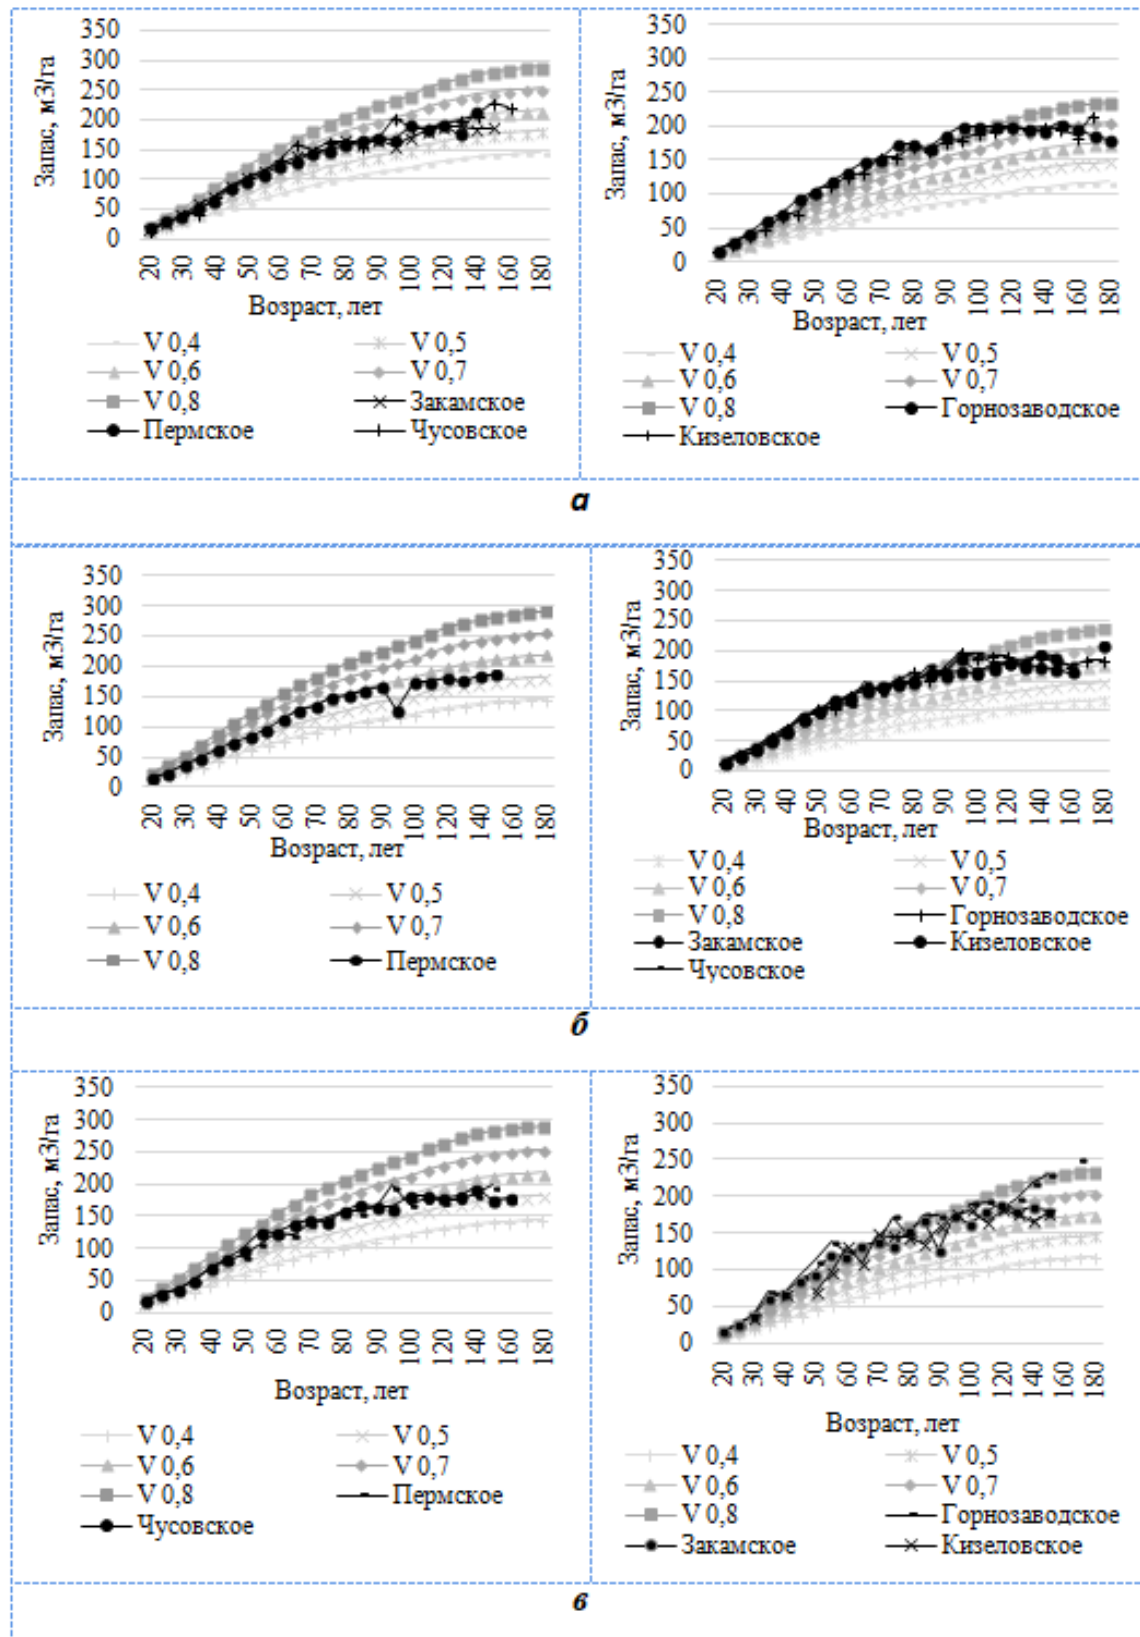 350
300
250
200
150
100
50
0
Запас, м3/га
20 30 40 50 60 70 80 90 100 120 140 160 180
Возраст, лет
V 0,4 V 0,5
V 0,6 V 0,7
V 0,8 Закамское
Пермское Чусовское
350
300
250
200
150
100
50
0
Запас, м3/га
20 30 40 50 60 70 80 90 100 120 140 160 180
Возраст, лет
V 0,4 V 0,5
V 0,6 V 0,7
V 0,8 Горнозаводское
Кизеловское
а
350
300
250
200
150
100
50
0
Запас, м3/га
20 30 40 50 60 70 80 90 100 120 140 160 180
Возраст, лет
V 0,4 V 0,5
V 0,6 V 0,7
V 0,8 Пермское
350
300
250
200
150
100
50
0
Запас, м3/га
20 30 40 50 60 70 80 90 100 120 140 160 180
Возраст, лет
V 0,4 V 0,5
V 0,6 V 0,7
V 0,8 Горнозаводское
Закамское Кизеловское
Чусовское
б
350
300
250
200
150
100
50
0
Запас, м3/га
20 30 40 50 60 70 80 90 100 120 140 160 180
Возраст, лет
V 0,4 V 0,5
V 0,6 V 0,7
V 0,8 Пермское
Чусовское
350
300
250
200
150
100
50
0
Запас, м3/га
20 30 40 50 60 70 80 90 100 120 140 160 180
Возраст, лет
V 0,4 V 0,5
V 0,6 V 0,7
V 0,8 Горнозаводское
Закамское Кизеловское
в